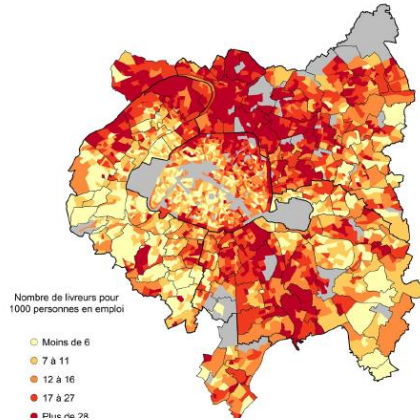 Nombre de livreurs pour
1000 personnes en emploi
Moins de 6
7 à 11
12 à 16
17 à 27
Plus de 28